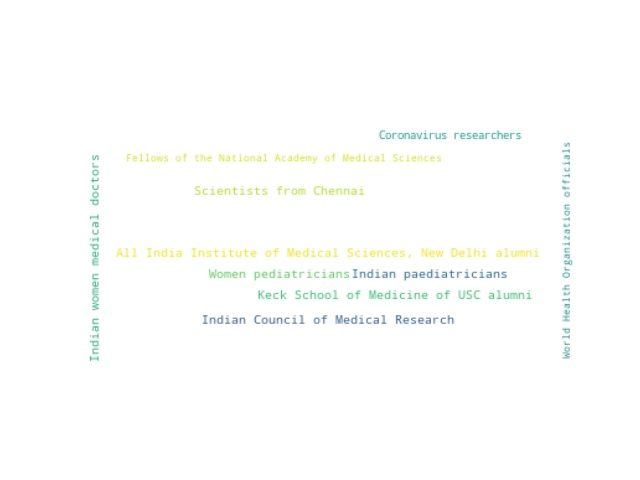 Coronavirus researchers
Fellows of the National Academy of Medical Sciences
Scientists from Chennai
All India Institute of Medical Sciences, New Delhi alumni
Women pediatricians
Indian paediatricians
Keck School of Medicine of USC alumni
Indian Council of Medical Research
Indian women medical doctors
World Health Organization officials